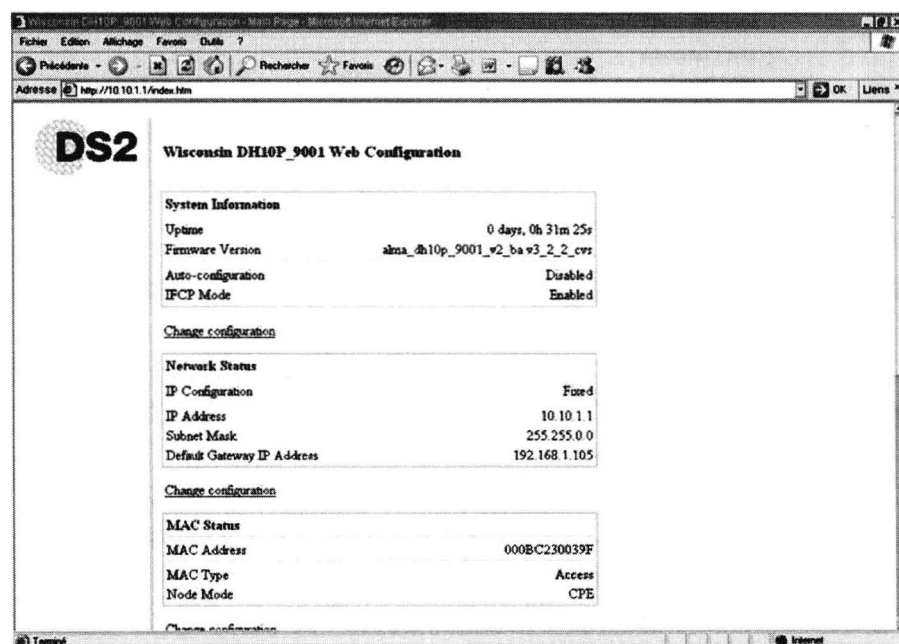 Wisconsin DH10P_9001 Web Configuration - Main Page - Microsoft Internet Explorer
Fichier Edition Affichage Favoris Outils ?
Précédente Rechercher Favoris
Adresse http://10.10.1.1/index.htm OK Liens
DS2
Wisconsin DH10P_9001 Web Configuration
System Information
Uptime 0 days, 0h 31m 25s
Firmware Version alma_dh10p_9001_v2_ba v3_2_2_cvs
Auto-configuration Disabled
IFCP Mode Enabled
Change configuration
Network Status
IP Configuration Fixed
IP Address 10.10.1.1
Subnet Mask 255.255.0.0
Default Gateway IP Address 192.168.1.105
Change configuration
MAC Status
MAC Address 000BC230039F
MAC Type Access
Node Mode CPE
Change configuration
Terminé Internet